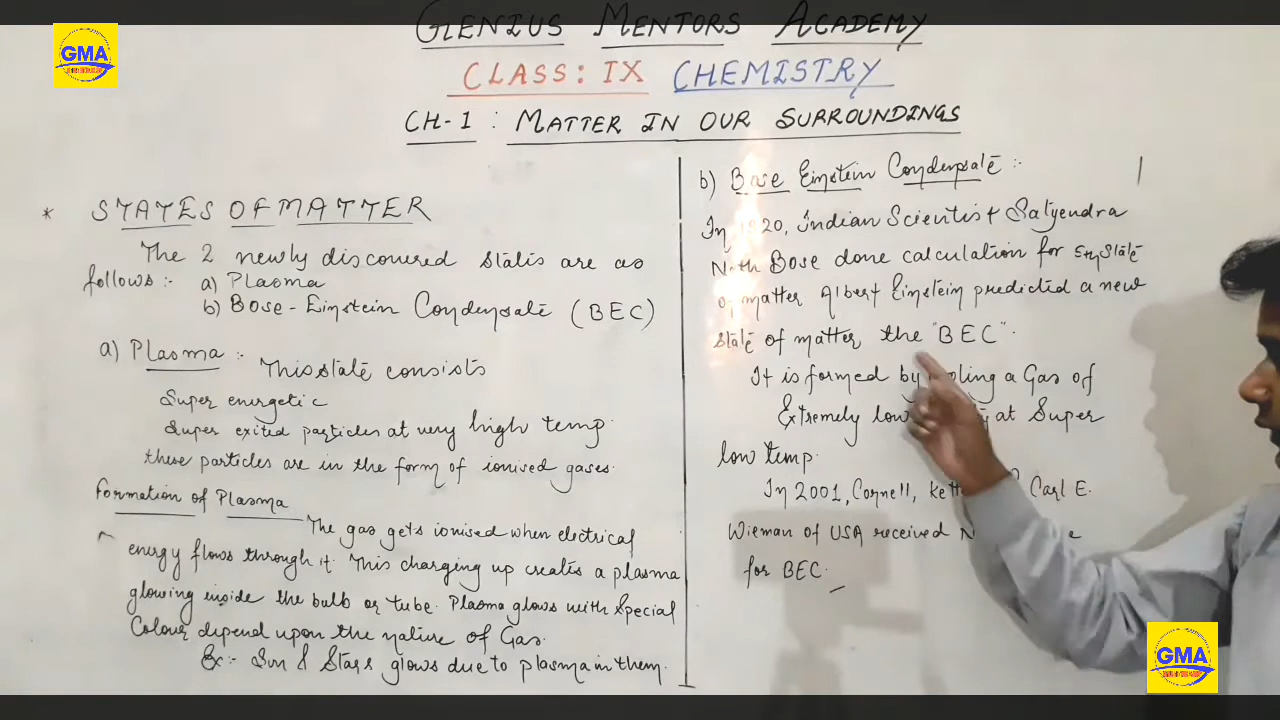 GENIUS MENTORS ACADEMY
GMA
CLASS: IX CHEMISTRY
CH-1 : MATTER IN OUR SURROUNDINGS
* STATES OF MATTER
The 2 newly discovered states are as
follows :- a) Plasma
b) Bose-Einstein Condensate (BEC)
a) Plasma :- This state consists
Super energetic
Super exited particles at very high temp.
these particles are in the form of ionised gases.
Formation of Plasma
The gas gets ionised when electrical
energy flows through it. This charging up creates a plasma
glowing inside the bulb or tube. Plasma glows with Special
Colour depend upon the nature of Gas.
Ex:- Sun & Stars glows due to plasma in them.
b) Bose Einstein Condensate :-
In 1920, Indian Scientist Satyendra
Nath Bose done calculation for 5th state
of matter Albert Einstein predicted a new
state of matter the "BEC".
It is formed by cooling a Gas of
Extremely low at Super
low temp.
In 2001, Cornell, Carl E.
Wieman of USA received
for BEC.
GMA